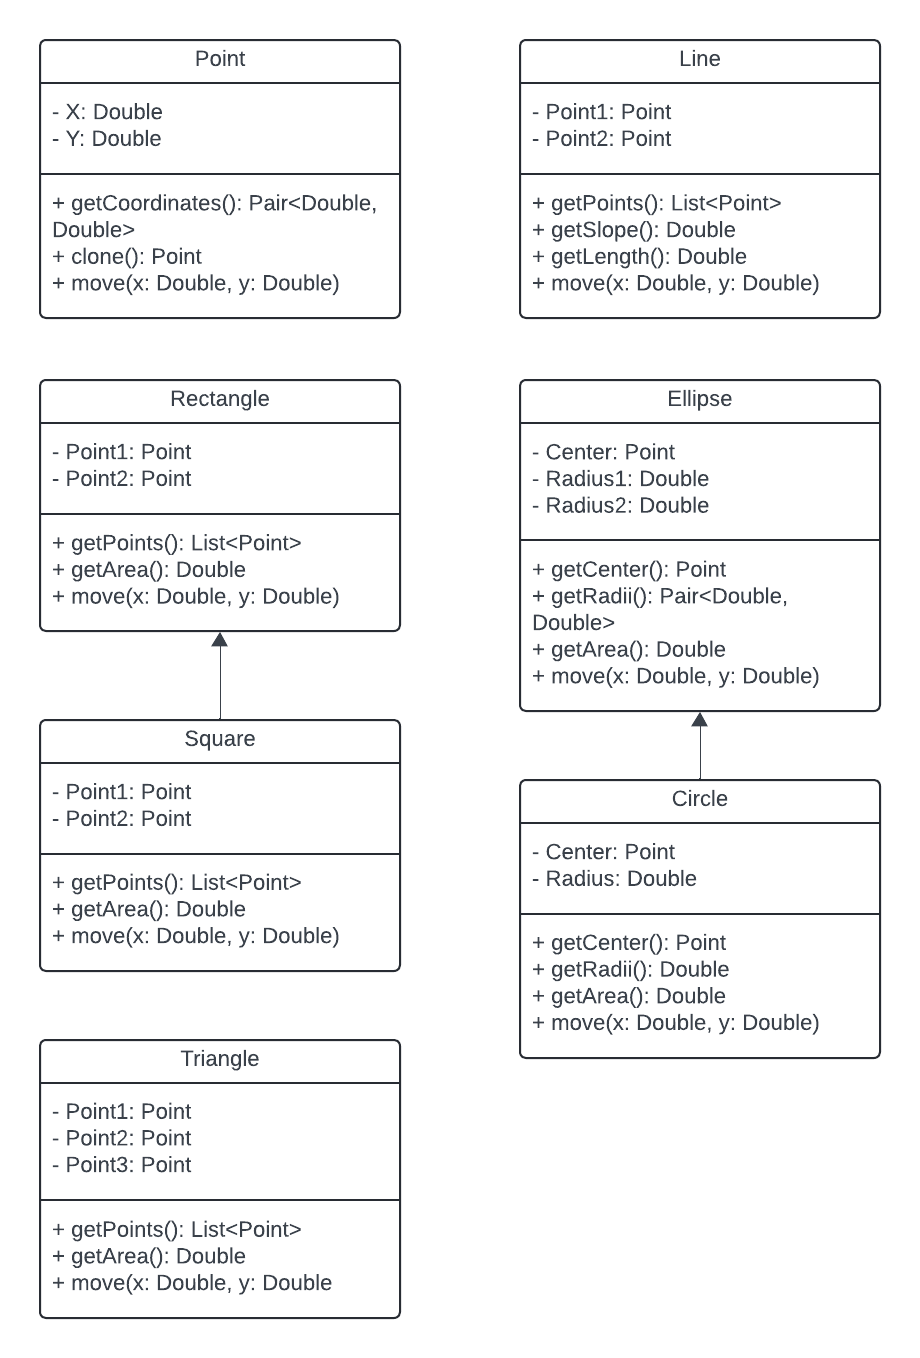 Point
- X: Double
- Y: Double
+ getCoordinates(): Pair<Double,
Double>
+ clone(): Point
+ move(x: Double, y: Double)
Line
- Point1: Point
- Point2: Point
+ getPoints(): List<Point>
+ getSlope(): Double
+ getLength(): Double
+ move(x: Double, y: Double)
Rectangle
- Point1: Point
- Point2: Point
+ getPoints(): List<Point>
+ getArea(): Double
+ move(x: Double, y: Double)
Ellipse
- Center: Point
- Radius1: Double
- Radius2: Double
+ getCenter(): Point
+ getRadii(): Pair<Double,
Double>
+ getArea(): Double
+ move(x: Double, y: Double)
Square
- Point1: Point
- Point2: Point
+ getPoints(): List<Point>
+ getArea(): Double
+ move(x: Double, y: Double)
Circle
- Center: Point
- Radius: Double
+ getCenter(): Point
+ getRadii(): Double
+ getArea(): Double
+ move(x: Double, y: Double)
Triangle
- Point1: Point
- Point2: Point
- Point3: Point
+ getPoints(): List<Point>
+ getArea(): Double
+ move(x: Double, y: Double